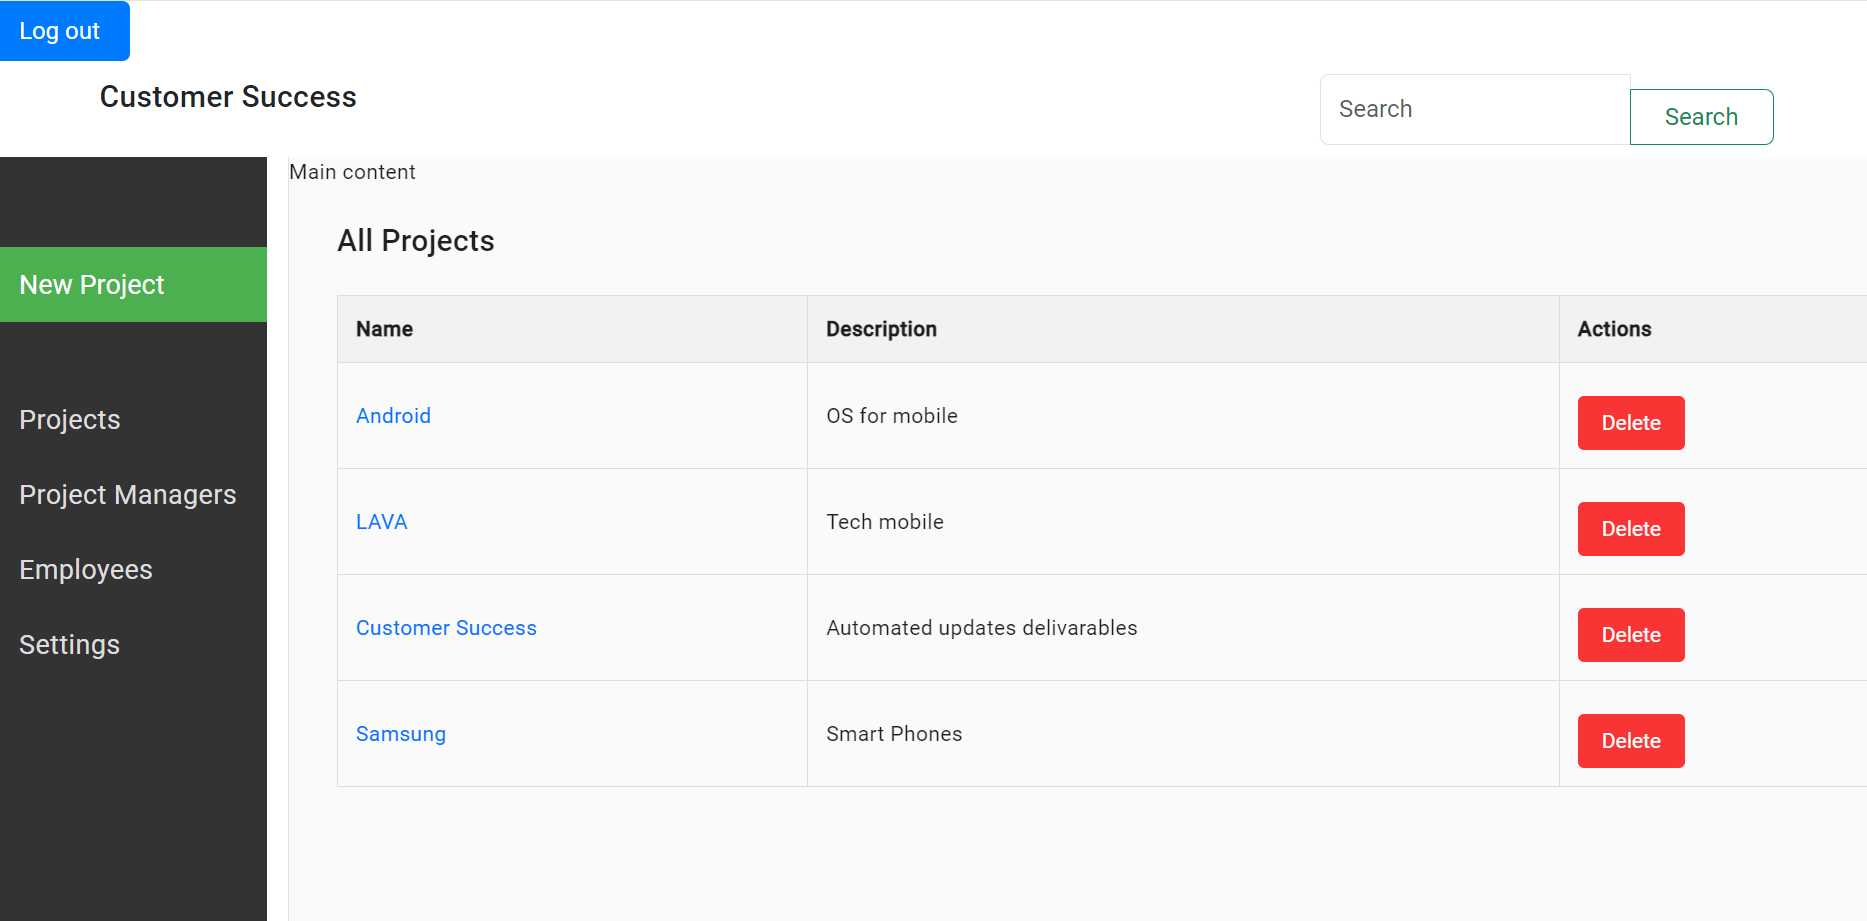 Log out
Customer Success
Search Search
New Project
Projects
Project Managers
Employees
Settings
Main content
All Projects
Name Description Actions
Android OS for mobile Delete
LAVA Tech mobile Delete
Customer Success Automated updates delivarables Delete
Samsung Smart Phones Delete